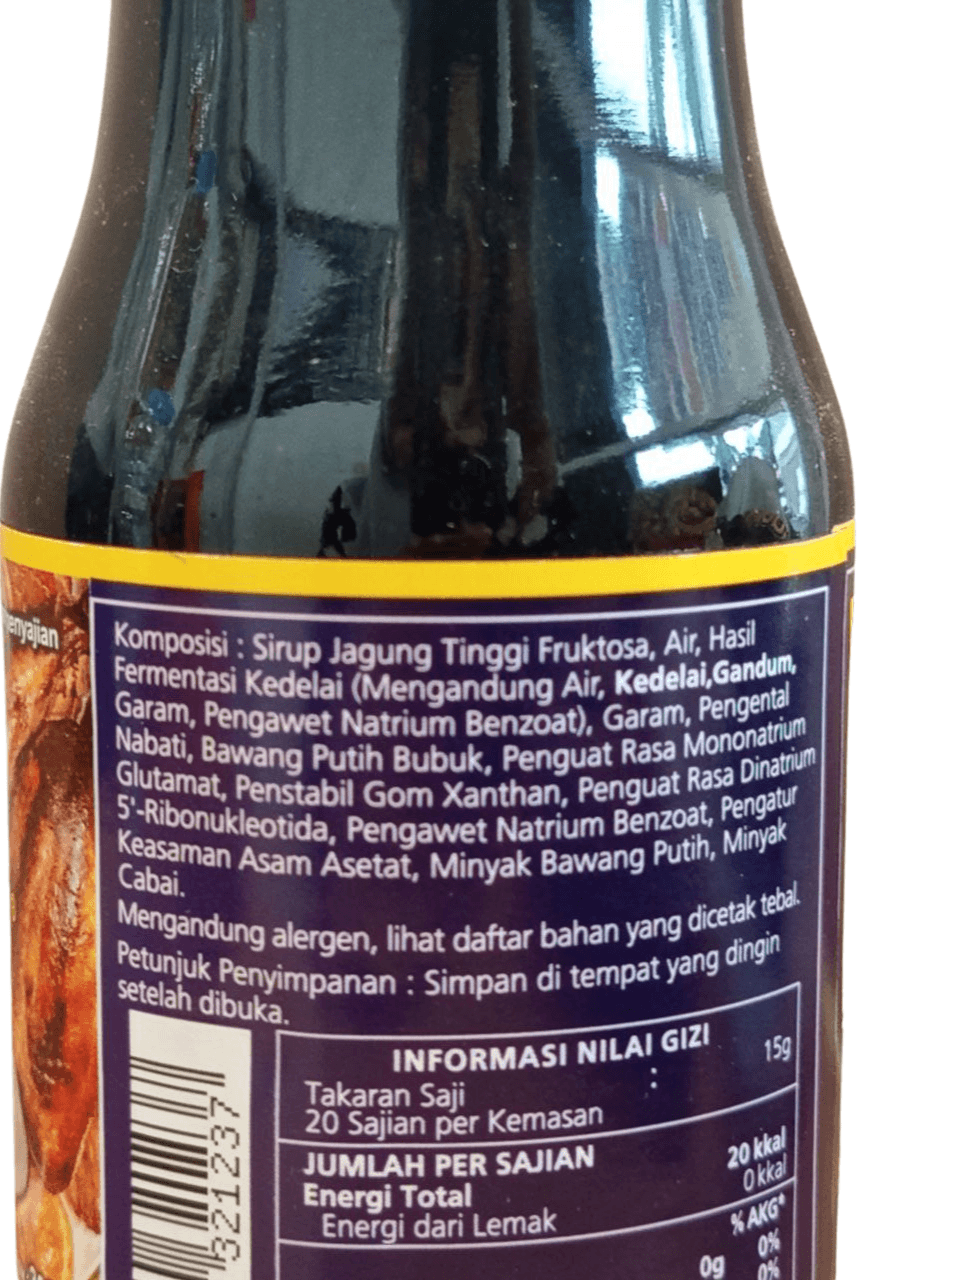 Komposisi : Sirup Jagung Tinggi Fruktosa, Air, Hasil
Fermentasi Kedelai (Mengandung Air, Kedelai,Gandum,
Garam, Pengawet Natrium Benzoat), Garam, Pengental
Nabati, Bawang Putih Bubuk, Penguat Rasa Mononatrium
Glutamat, Penstabil Gom Xanthan, Penguat Rasa Dinatrium
5'-Ribonukleotida, Pengawet Natrium Benzoat, Pengatur
Keasaman Asam Asetat, Minyak Bawang Putih, Minyak
Cabai.
Mengandung alergen, lihat daftar bahan yang dicetak tebal.
Petunjuk Penyimpanan : Simpan di tempat yang dingin
setelah dibuka.
321237
INFORMASI NILAI GIZI
Takaran Saji : 15g
20 Sajian per Kemasan
JUMLAH PER SAJIAN
Energi Total 20 kkal
Energi dari Lemak 0 kkal
% AKG*
0g 0%
0%